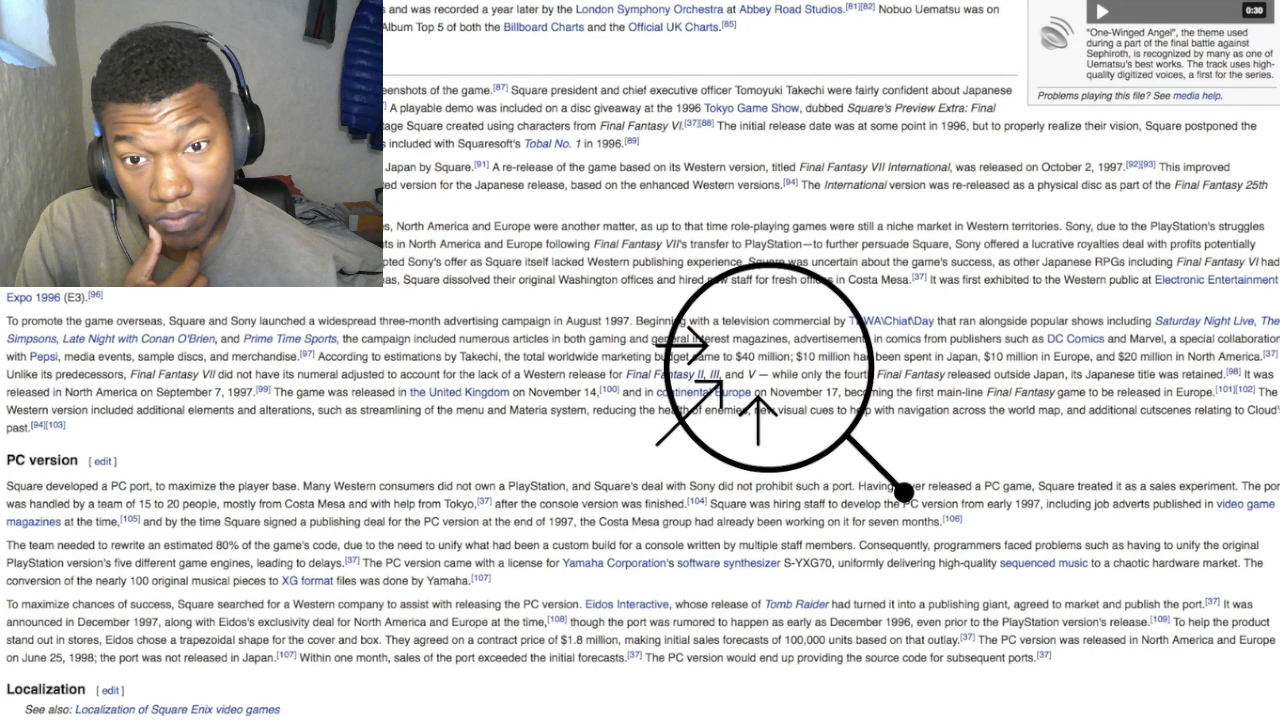 s and was recorded a year later by the London Symphony Orchestra at Abbey Road Studios.[81][82] Nobuo Uematsu was on
Album Top 5 of both the Billboard Charts and the Official UK Charts.[85]
0:30
"One-Winged Angel", the theme used
during a part of the final battle against
Sephiroth, is recognized by many as one of
Uematsu's best works. The track uses high-
quality digitized voices, a first for the series.
Problems playing this file? See media help.
eenshots of the game.[87] Square president and chief executive officer Tomoyuki Takechi were fairly confident about Japanese
A playable demo was included on a disc giveaway at the 1996 Tokyo Game Show, dubbed Square's Preview Extra: Final
age Square created using characters from Final Fantasy VI.[37][88] The initial release date was at some point in 1996, but to properly realize their vision, Square postponed the
s included with Squaresoft's Tobal No. 1 in 1996.[89]
Japan by Square.[91] A re-release of the game based on its Western version, titled Final Fantasy VII International, was released on October 2, 1997.[92][93] This improved
ed version for the Japanese release, based on the enhanced Western versions.[94] The International version was re-released as a physical disc as part of the Final Fantasy 25th
s, North America and Europe were another matter, as up to that time role-playing games were still a niche market in Western territories. Sony, due to the PlayStation's struggles
ts in North America and Europe following Final Fantasy VII's transfer to PlayStation—to further persuade Square, Sony offered a lucrative royalties deal with profits potentially
pted Sony's offer as Square itself lacked Western publishing experience. Square was uncertain about the game's success, as other Japanese RPGs including Final Fantasy VI had
as, Square dissolved their original Washington offices and hired new staff for fresh offices in Costa Mesa.[37] It was first exhibited to the Western public at Electronic Entertainment
Expo 1996 (E3).[96]
To promote the game overseas, Square and Sony launched a widespread three-month advertising campaign in August 1997. Beginning with a television commercial by TBWA\Chiat\Day that ran alongside popular shows including Saturday Night Live, The
Simpsons, Late Night with Conan O'Brien, and Prime Time Sports, the campaign included numerous articles in both gaming and general interest magazines, advertisements in comics from publishers such as DC Comics and Marvel, a special collaboration
with Pepsi, media events, sample discs, and merchandise.[97] According to estimations by Takechi, the total worldwide marketing budget came to $40 million; $10 million had been spent in Japan, $10 million in Europe, and $20 million in North America.[37]
Unlike its predecessors, Final Fantasy VII did not have its numeral adjusted to account for the lack of a Western release for Final Fantasy II, III, and V — while only the fourth Final Fantasy released outside Japan, its Japanese title was retained.[98] It was
released in North America on September 7, 1997.[99] The game was released in the United Kingdom on November 14,[100] and in continental Europe on November 17, becoming the first main-line Final Fantasy game to be released in Europe.[101][102] The
Western version included additional elements and alterations, such as streamlining of the menu and Materia system, reducing the health of enemies, new visual cues to help with navigation across the world map, and additional cutscenes relating to Cloud's
past.[94][103]
PC version [ edit ]
Square developed a PC port, to maximize the player base. Many Western consumers did not own a PlayStation, and Square's deal with Sony did not prohibit such a port. Having never released a PC game, Square treated it as a sales experiment. The por
was handled by a team of 15 to 20 people, mostly from Costa Mesa and with help from Tokyo,[37] after the console version was finished.[104] Square was hiring staff to develop the PC version from early 1997, including job adverts published in video game
magazines at the time,[105] and by the time Square signed a publishing deal for the PC version at the end of 1997, the Costa Mesa group had already been working on it for seven months.[106]
The team needed to rewrite an estimated 80% of the game's code, due to the need to unify what had been a custom build for a console written by multiple staff members. Consequently, programmers faced problems such as having to unify the original
PlayStation version's five different game engines, leading to delays.[37] The PC version came with a license for Yamaha Corporation's software synthesizer S-YXG70, uniformly delivering high-quality sequenced music to a chaotic hardware market. The
conversion of the nearly 100 original musical pieces to XG format files was done by Yamaha.[107]
To maximize chances of success, Square searched for a Western company to assist with releasing the PC version. Eidos Interactive, whose release of Tomb Raider had turned it into a publishing giant, agreed to market and publish the port.[37] It was
announced in December 1997, along with Eidos's exclusivity deal for North America and Europe at the time,[108] though the port was rumored to happen as early as December 1996, even prior to the PlayStation version's release.[109] To help the product
stand out in stores, Eidos chose a trapezoidal shape for the cover and box. They agreed on a contract price of $1.8 million, making initial sales forecasts of 100,000 units based on that outlay.[37] The PC version was released in North America and Europe
on June 25, 1998; the port was not released in Japan.[107] Within one month, sales of the port exceeded the initial forecasts.[37] The PC version would end up providing the source code for subsequent ports.[37]
Localization [ edit ]
See also: Localization of Square Enix video games